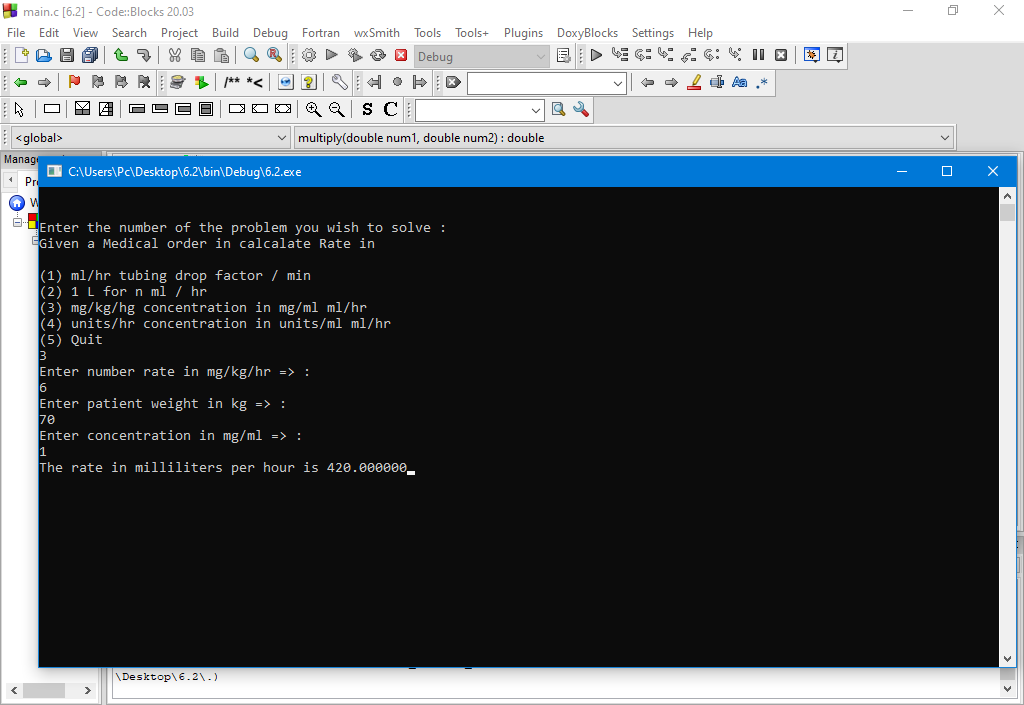 main.c [6.2] - Code::Blocks 20.03
File Edit View Search Project Build Debug Fortran wxSmith Tools Tools+ Plugins DoxyBlocks Settings Help
Debug
/** *<
Aa .*
S C
<global> multiply(double num1, double num2) : double
Manage
C:\Users\Pc\Desktop\6.2\bin\Debug\6.2.exe
Pr
W
Enter the number of the problem you wish to solve :
Given a Medical order in calcalate Rate in
(1) ml/hr tubing drop factor / min
(2) 1 L for n ml / hr
(3) mg/kg/hg concentration in mg/ml ml/hr
(4) units/hr concentration in units/ml ml/hr
(5) Quit
3
Enter number rate in mg/kg/hr => :
6
Enter patient weight in kg => :
70
Enter concentration in mg/ml => :
1
The rate in milliliters per hour is 420.000000
\Desktop\6.2\.)